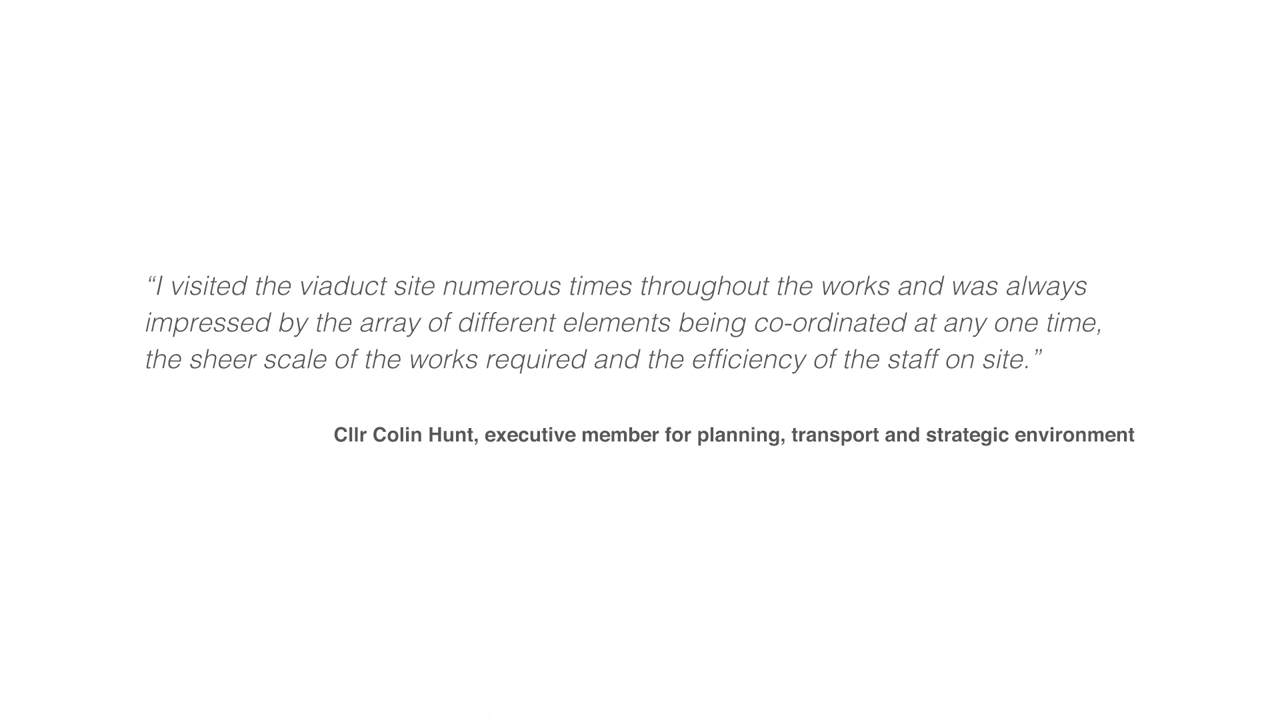 “I visited the viaduct site numerous times throughout the works and was always
impressed by the array of different elements being co-ordinated at any one time,
the sheer scale of the works required and the efficiency of the staff on site.”
Cllr Colin Hunt, executive member for planning, transport and strategic environment